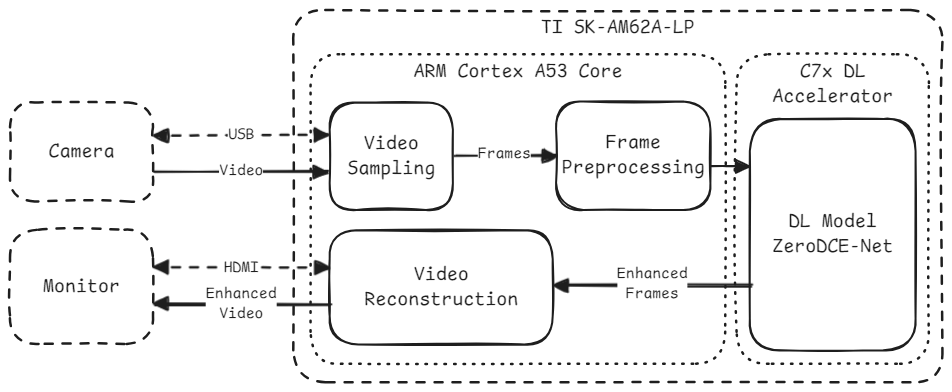 TI SK-AM62A-LP
ARM Cortex A53 Core
C7x DL
Accelerator
Camera
USB
Video
Video
Sampling
Frames
Frame
Preprocessing
DL Model
ZeroDCE-Net
Monitor
HDMI
Enhanced
Video
Video
Reconstruction
Enhanced
Frames